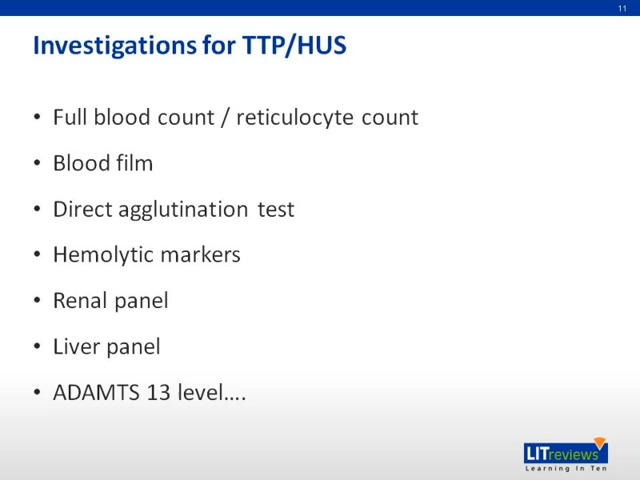 11
Investigations for TTP/HUS
• Full blood count / reticulocyte count
• Blood film
• Direct agglutination test
• Hemolytic markers
• Renal panel
• Liver panel
• ADAMTS 13 level....
LITreviews
Learning In Ten